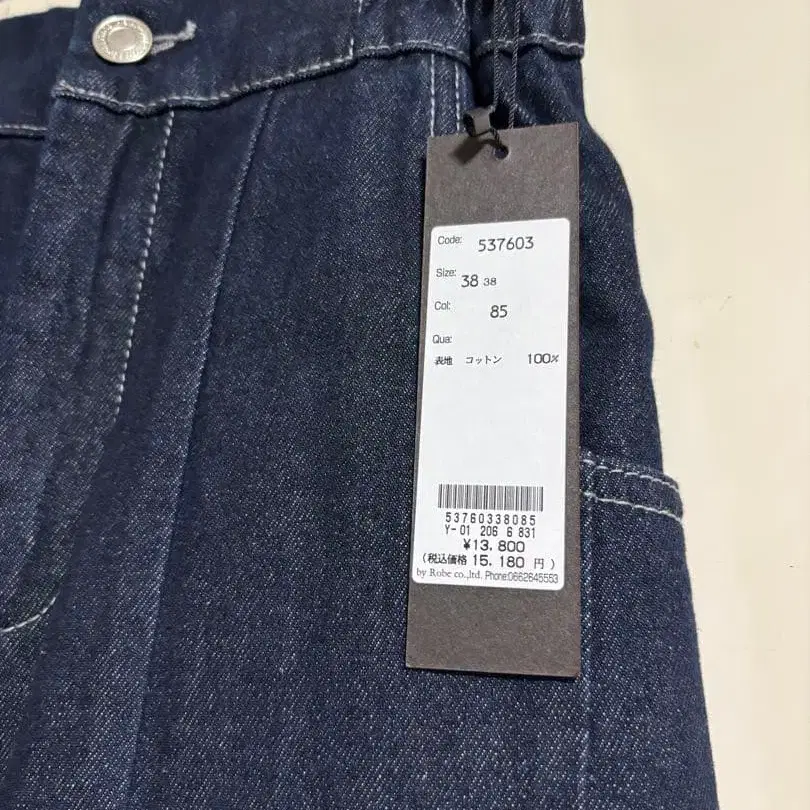 Code: 537603
Size: 38 38
Col: 85
Qua:
表地 コットン 100%
53760338085
Y-01 206 6 831
¥13,800
(税込価格 15,180 円)
by Robe co.,ltd. Phone:0662645553